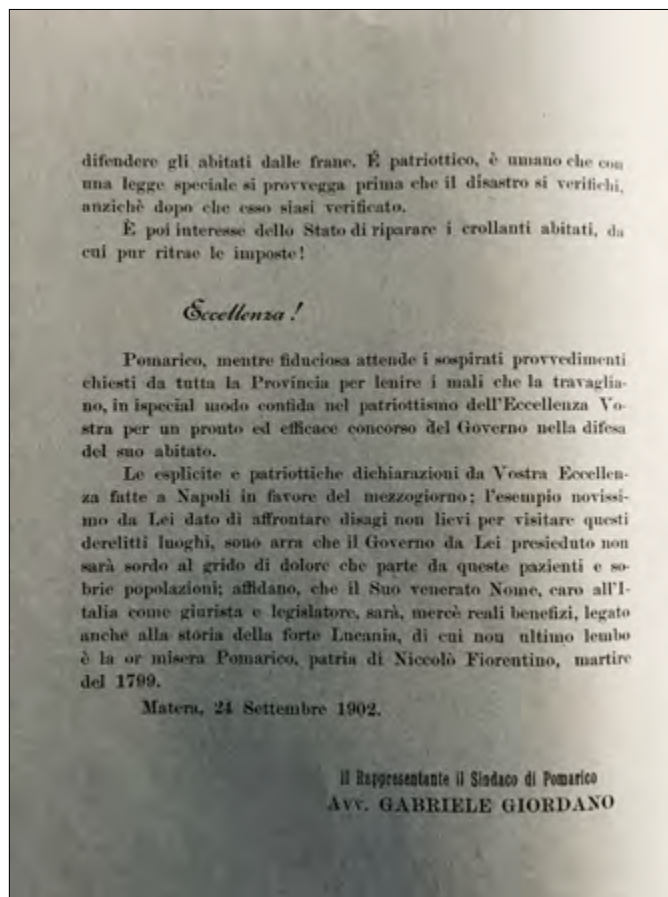 difendere gli abitati dalle frane. É patriottico, è umano che con
una legge speciale si provvegga prima che il disastro si verifichi,
anzichè dopo che esso siasi verificato.
È poi interesse dello Stato di riparare i crollanti abitati, da
cui pur ritrae le imposte!
Eccellenza!
Pomarico, mentre fiduciosa attende i sospirati provvedimenti
chiesti da tutta la Provincia per lenire i mali che la travaglia-
no, in ispecial modo confida nel patriottismo dell'Eccellenza Vo-
stra per un pronto ed efficace concorso del Governo nella difesa
del suo abitato.
Le esplicite e patriottiche dichiarazioni da Vostra Eccellen-
za fatte a Napoli in favore del mezzogiorno; l'esempio novissi-
mo da Lei dato di affrontare disagi non lievi per visitare questi
derelitti luoghi, sono arra che il Governo da Lei presieduto non
sarà sordo al grido di dolore che parte da queste pazienti e so-
brie popolazioni; affidano, che il Suo venerato Nome, caro all'I-
talia come giurista e legislatore, sarà, mercè reali benefizi, legato
anche alla storia della forte Lucania, di cui non ultimo lembo
è la or misera Pomarico, patria di Niccolò Fiorentino, martire
del 1799.
Matera, 24 Settembre 1902.
Il Rappresentante il Sindaco di Pomarico
Avv. GABRIELE GIORDANO